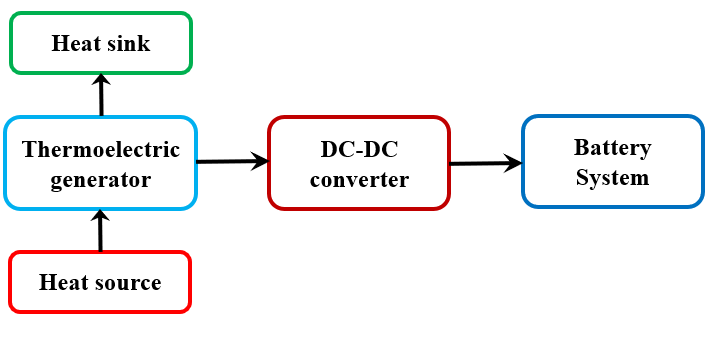 Heat sink
Thermoelectric
generator
DC-DC
converter
Battery
System
Heat source